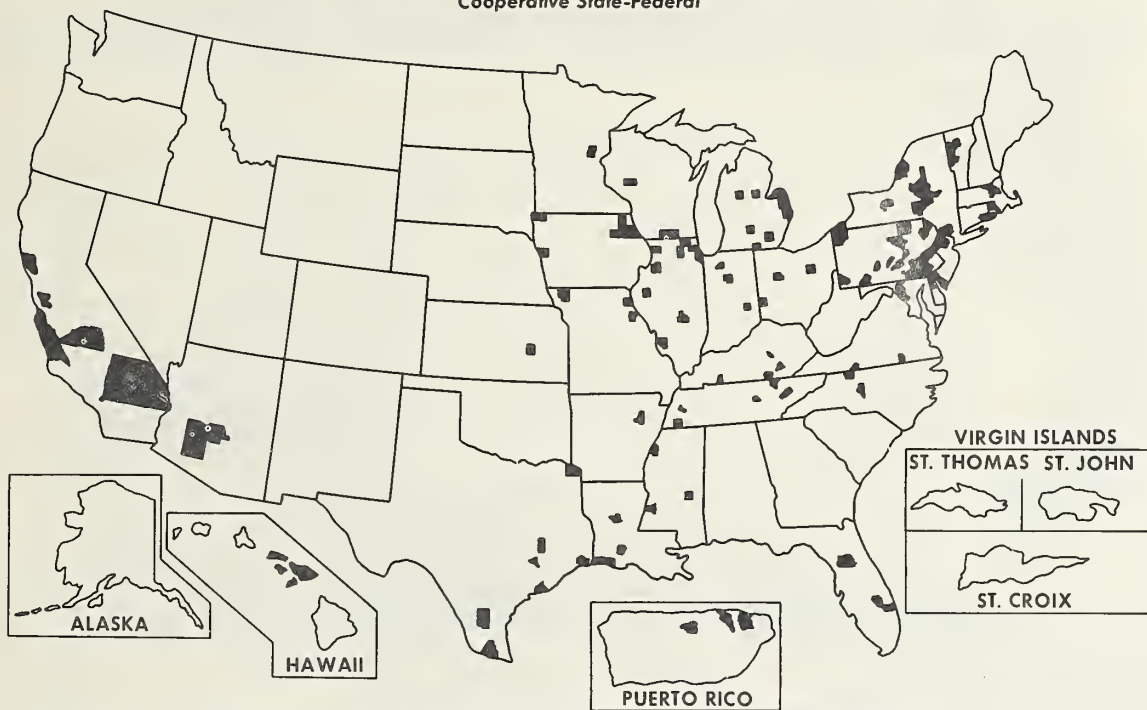 Cooperative State-Federal
VIRGIN ISLANDS
ST. THOMAS ST. JOHN
ST. CROIX
ALASKA
HAWAII
PUERTO RICO